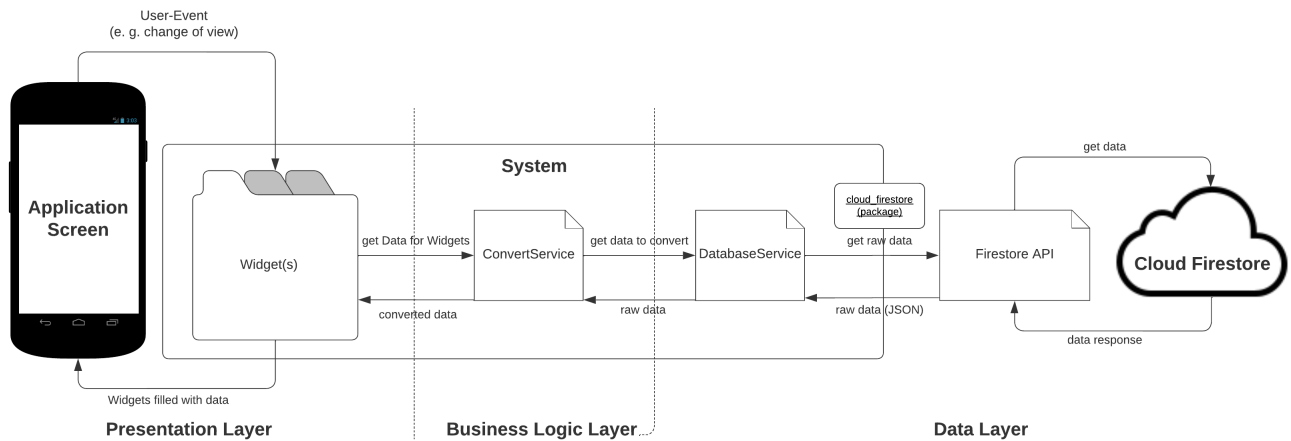 User-Event
(e. g. change of view)
3:03
Application
Screen
System
get data
cloud_firestore
(package)
get Data for Widgets
get data to convert
get raw data
Widget(s)
ConvertService
DatabaseService
Firestore API
Cloud Firestore
converted data
raw data
raw data (JSON)
data response
Widgets filled with data
Presentation Layer
Business Logic Layer
Data Layer